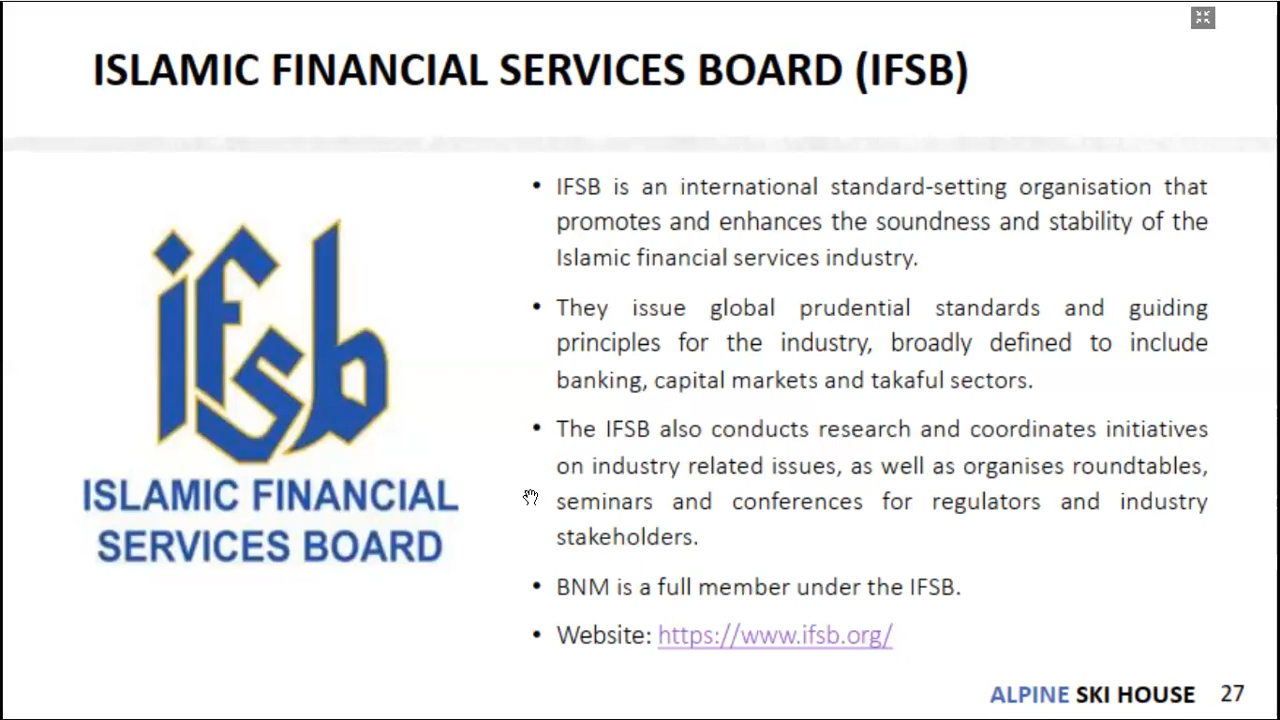 ISLAMIC FINANCIAL SERVICES BOARD (IFSB)
ifsb
ISLAMIC FINANCIAL
SERVICES BOARD
• IFSB is an international standard-setting organisation that
promotes and enhances the soundness and stability of the
Islamic financial services industry.
• They issue global prudential standards and guiding
principles for the industry, broadly defined to include
banking, capital markets and takaful sectors.
• The IFSB also conducts research and coordinates initiatives
on industry related issues, as well as organises roundtables,
seminars and conferences for regulators and industry
stakeholders.
• BNM is a full member under the IFSB.
• Website: https://www.ifsb.org/
ALPINE SKI HOUSE 27